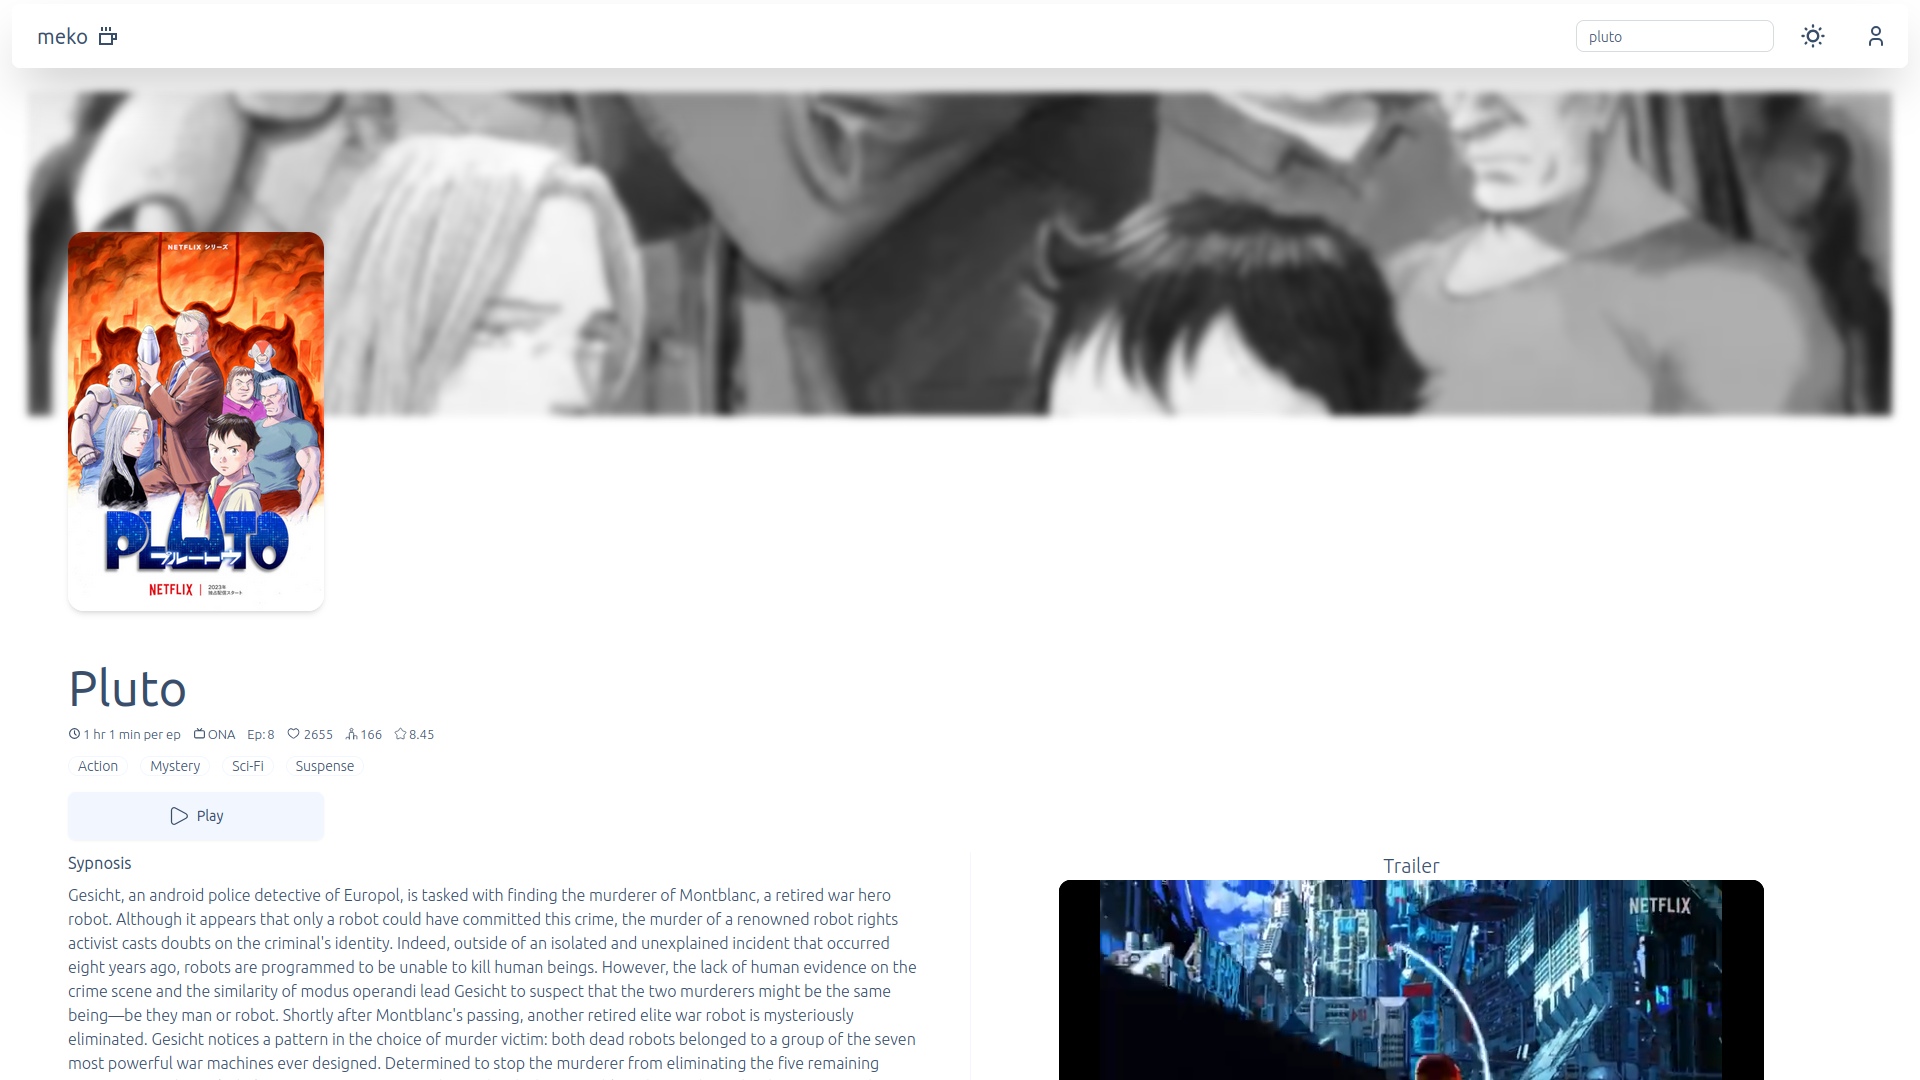 meko
pluto
NETFLIX シリーズ
PLUTO
プルートウ
NETFLIX
2023年
独占配信スタート
Pluto
1 hr 1 min per ep ONA Ep: 8 2655 166 8.45
Action Mystery Sci-Fi Suspense
Play
Sypnosis
Gesicht, an android police detective of Europol, is tasked with finding the murderer of Montblanc, a retired war hero
robot. Although it appears that only a robot could have committed this crime, the murder of a renowned robot rights
activist casts doubts on the criminal's identity. Indeed, outside of an isolated and unexplained incident that occurred
eight years ago, robots are programmed to be unable to kill human beings. However, the lack of human evidence on the
crime scene and the similarity of modus operandi lead Gesicht to suspect that the two murderers might be the same
being—be they man or robot. Shortly after Montblanc's passing, another retired elite war robot is mysteriously
eliminated. Gesicht notices a pattern in the choice of murder victim: both dead robots belonged to a group of the seven
most powerful war machines ever designed. Determined to stop the murderer from eliminating the five remaining
Trailer
NETFLIX